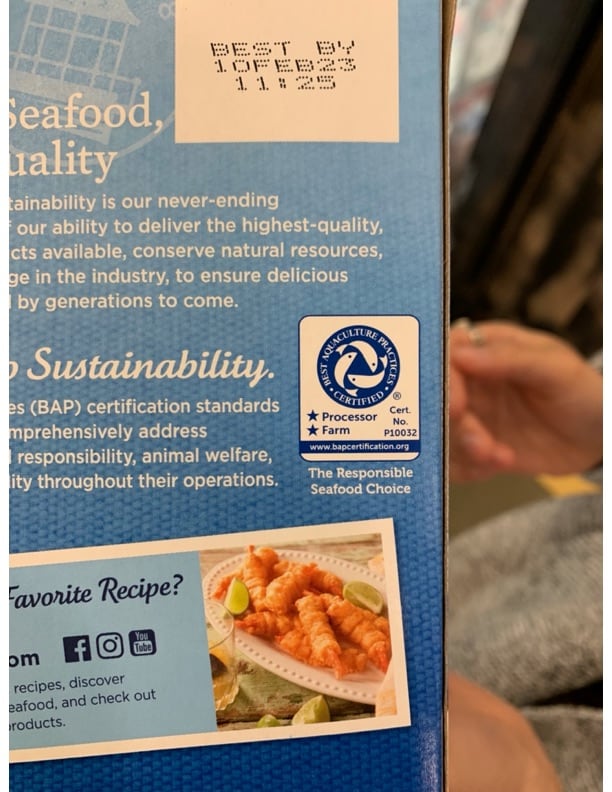 BEST BY
10FEB23
11:25
Seafood,
uality
tainability is our never-ending
our ability to deliver the highest-quality,
cts available, conserve natural resources,
ge in the industry, to ensure delicious
by generations to come.
o Sustainability.
es (BAP) certification standards
mprehensively address
responsibility, animal welfare,
ity throughout their operations.
BEST AQUACULTURE PRACTICES
CERTIFIED
®
★ Processor
★ Farm
Cert.
No.
P10032
www.bapcertification.org
The Responsible
Seafood Choice
Favorite Recipe?
om
You
Tube
recipes, discover
eafood, and check out
products.